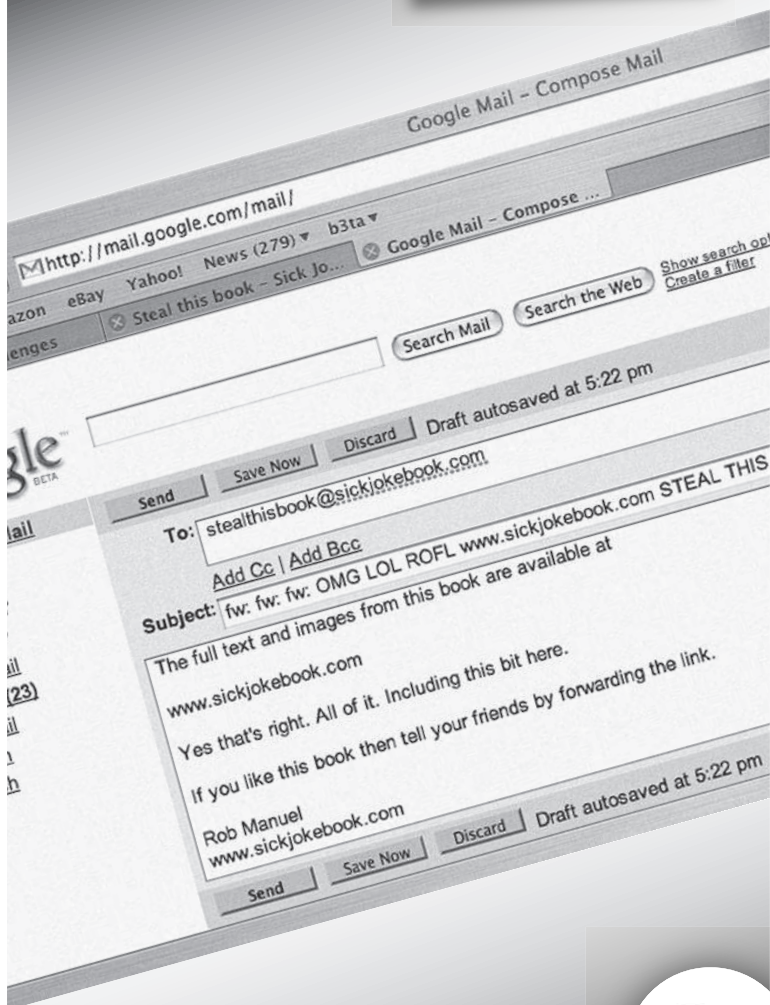 Google Mail – Compose Mail
http://mail.google.com/mail/
azon eBay Yahoo! News (279) ▾ b3ta ▾
enges Steal this book – Sick Jo... Google Mail – Compose ...
Search Mail Search the Web Show search opt
Create a filter
gle™
BETA
Send Save Now Discard Draft autosaved at 5:22 pm
ail
To: stealthisbook@sickjokebook.com
Add Cc | Add Bcc
Subject: fw: fw: fw: OMG LOL ROFL www.sickjokebook.com STEAL THIS
The full text and images from this book are available at
www.sickjokebook.com
Yes that's right. All of it. Including this bit here.
If you like this book then tell your friends by forwarding the link.
Rob Manuel
www.sickjokebook.com
il
(23)
il
h
Send Save Now Discard Draft autosaved at 5:22 pm